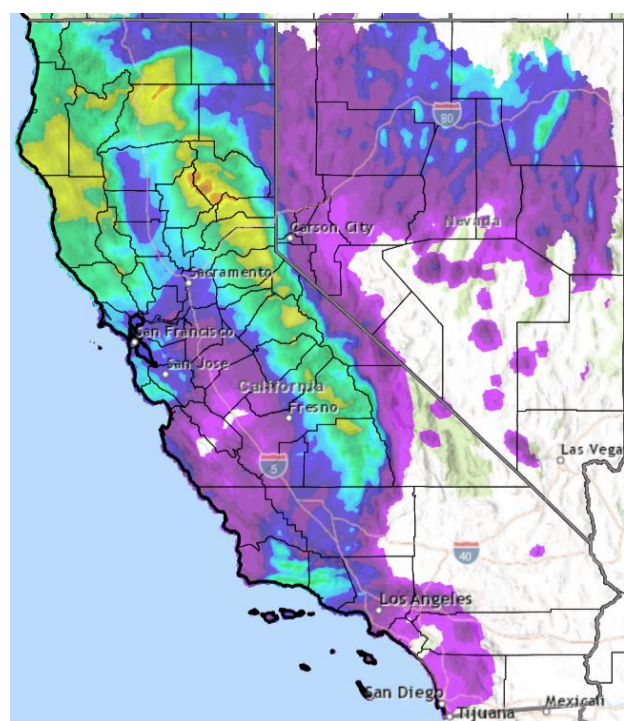 80
Carson City
Nevada
Sacramento
San Francisco
San Jose
California
Fresno
5
Las Vega
40
Los Angeles
San Diego
Tijuana
Mexicali